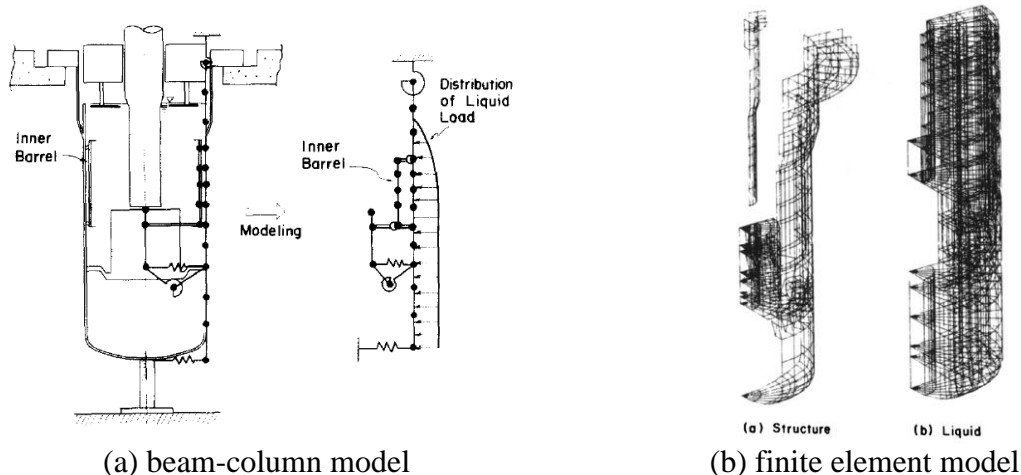 Inner
Barrel
Modeling
Inner
Barrel
Distribution
of Liquid
Load
(a) Structure
(b) Liquid
(a) beam-column model
(b) finite element model